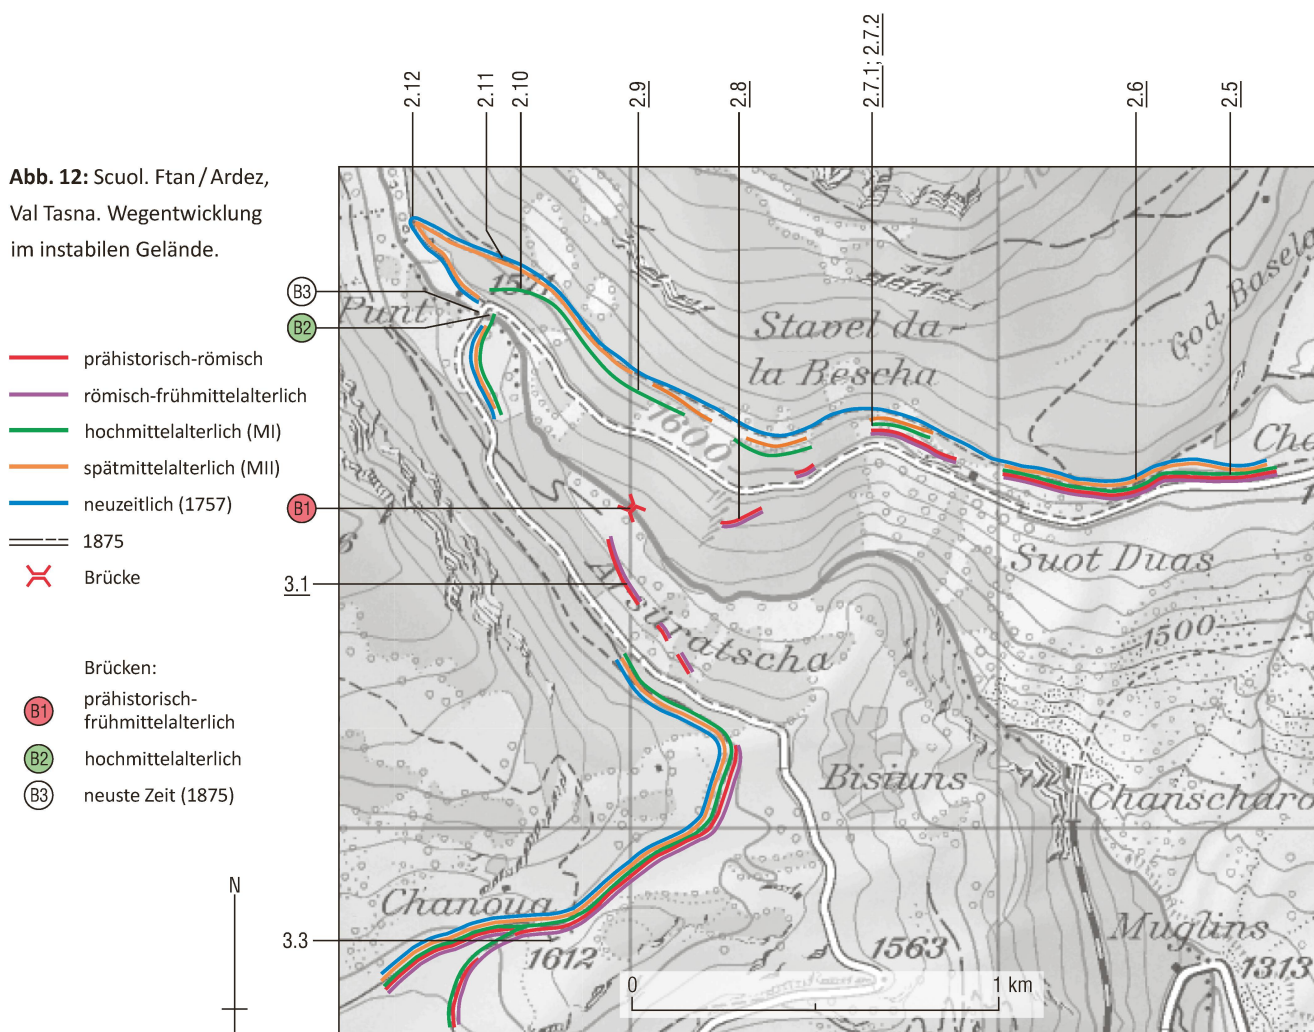 2.12
2.11
2.10
2.9
2.8
2.7.1; 2.7.2
2.6
2.5
Abb. 12: Scuol. Ftan / Ardez,
Val Tasna. Wegentwicklung
im instabilen Gelände.
B3
B2
prähistorisch-römisch
römisch-frühmittelalterlich
hochmittelalterlich (MI)
spätmittelalterlich (MII)
neuzeitlich (1757)
1875
Brücke
B1
3.1
Brücken:
B1
prähistorisch-
frühmittelalterlich
B2
hochmittelalterlich
B3
neuste Zeit (1875)
N
3.3
Punt
Stavel da
la Bescha
God Basels
1600
Suot Duas
1500
Bisiuns
Chanoua
Muglins
1612
1563
1313
0
1 km